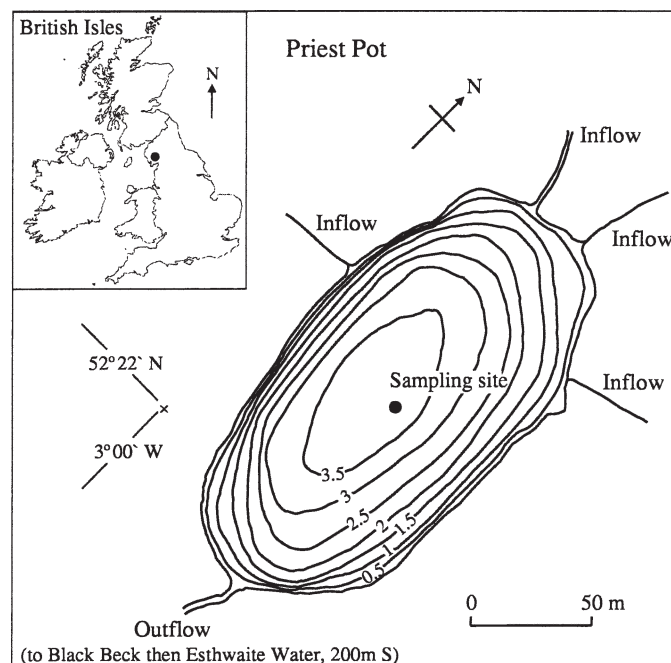 British Isles
N
Priest Pot
N
Inflow
Inflow
Inflow
52°22` N
Sampling site
Inflow
3°00` W
3.5
3
2.5
2
1.5
1
0.5
0 50 m
Outflow
(to Black Beck then Esthwaite Water, 200m S)